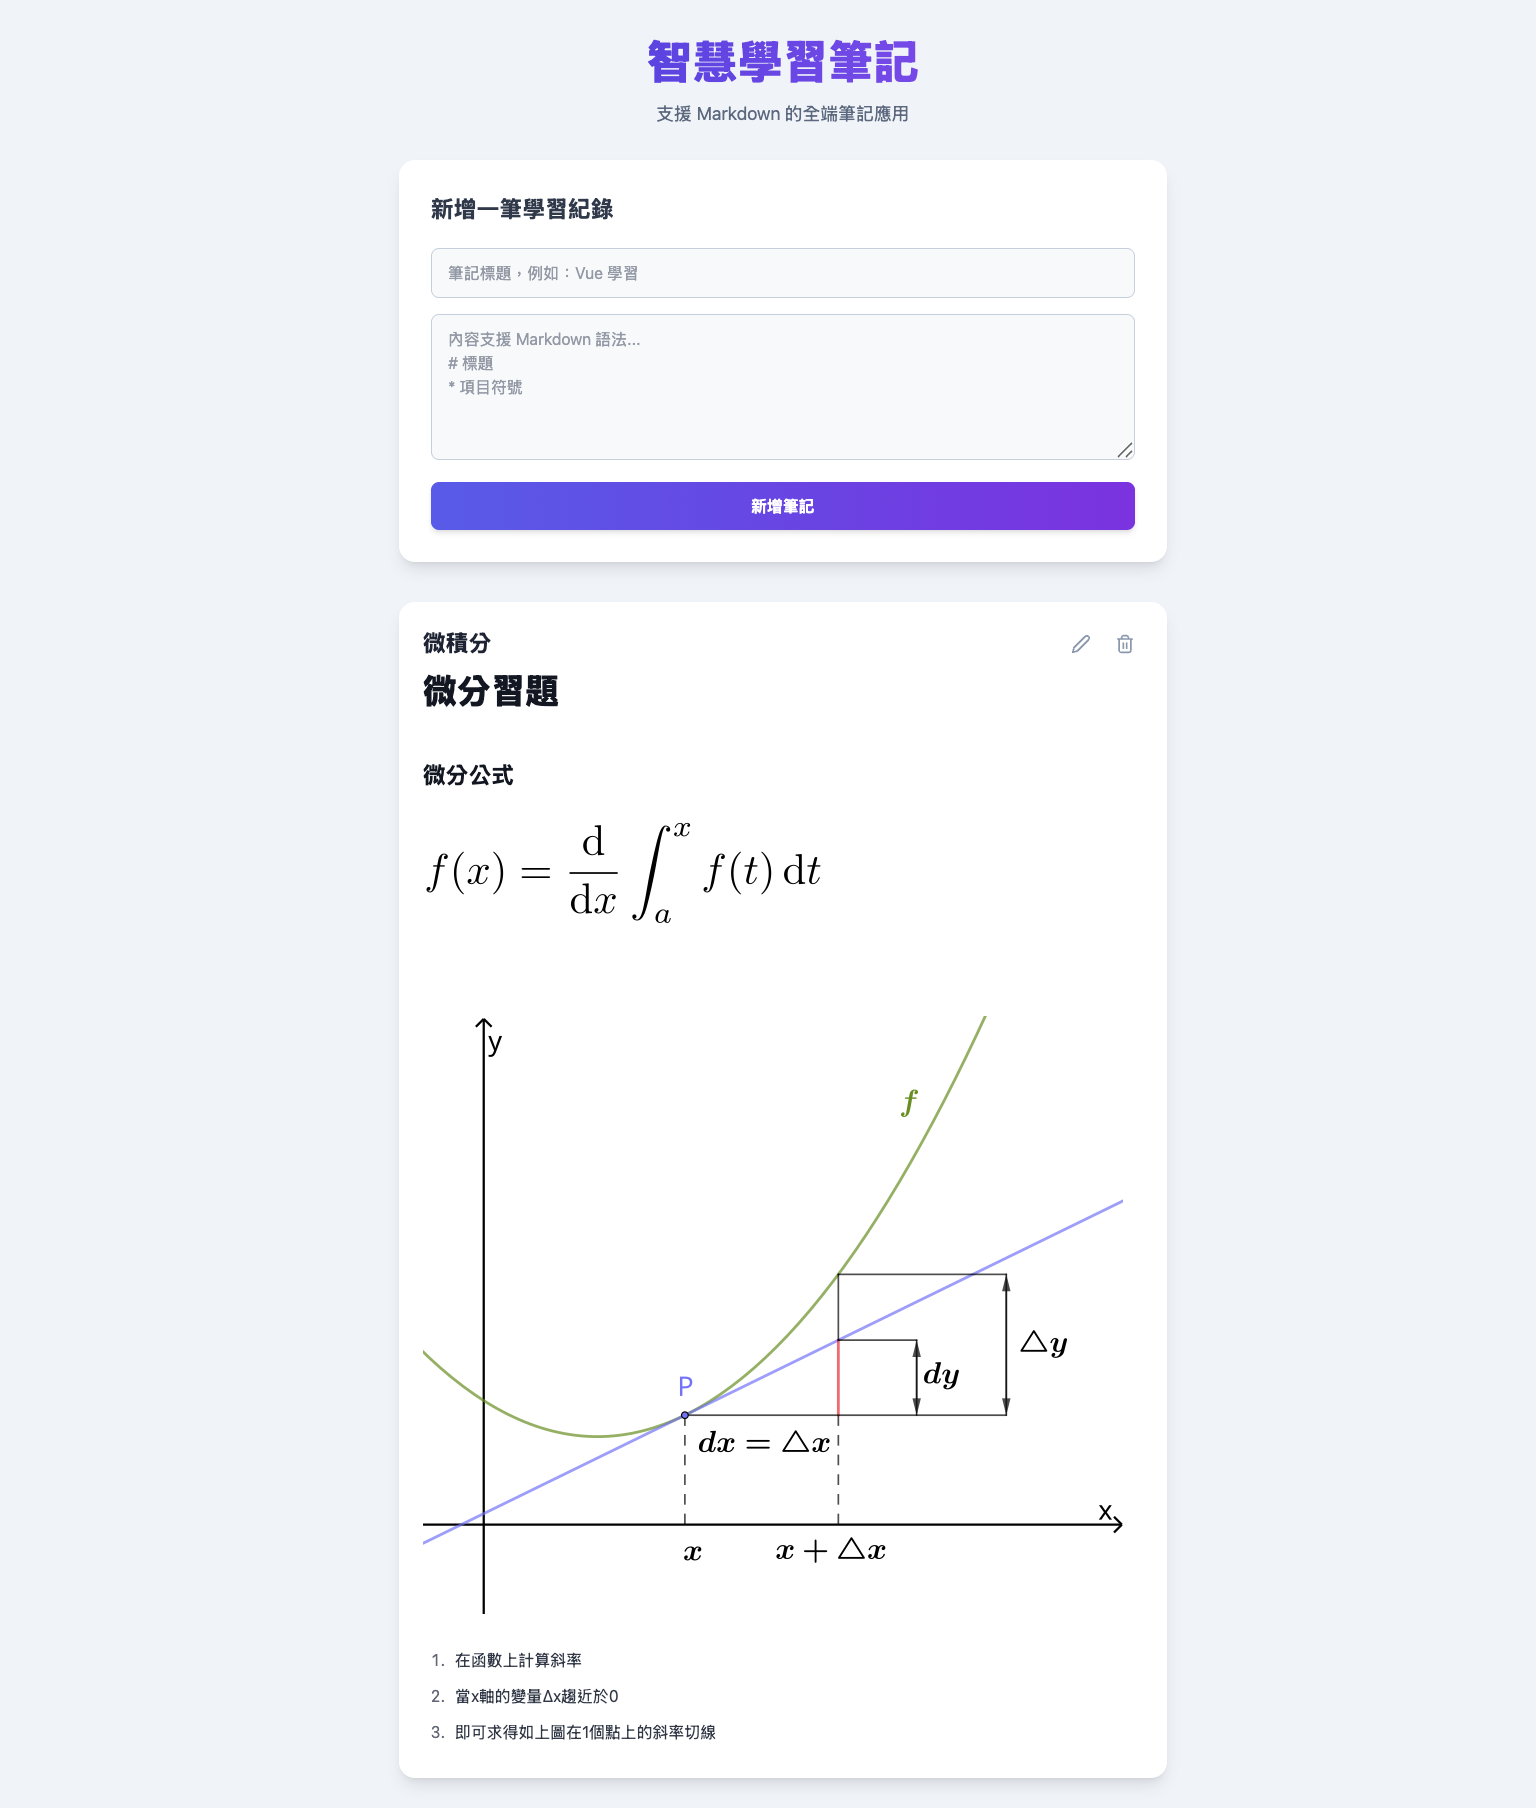 智慧學習筆記
支援 Markdown 的全端筆記應用
新增一筆學習紀錄
筆記標題，例如：Vue 學習
內容支援 Markdown 語法...
# 標題
* 項目符號
新增筆記
微積分
微分習題
微分公式
f(x) = d/dx ∫_a^x f(t) dt
y
f
△y
dy
P
dx = △x
x
x
x + △x
1. 在函數上計算斜率
2. 當x軸的變量Δx趨近於0
3. 即可求得如上圖在1個點上的斜率切線